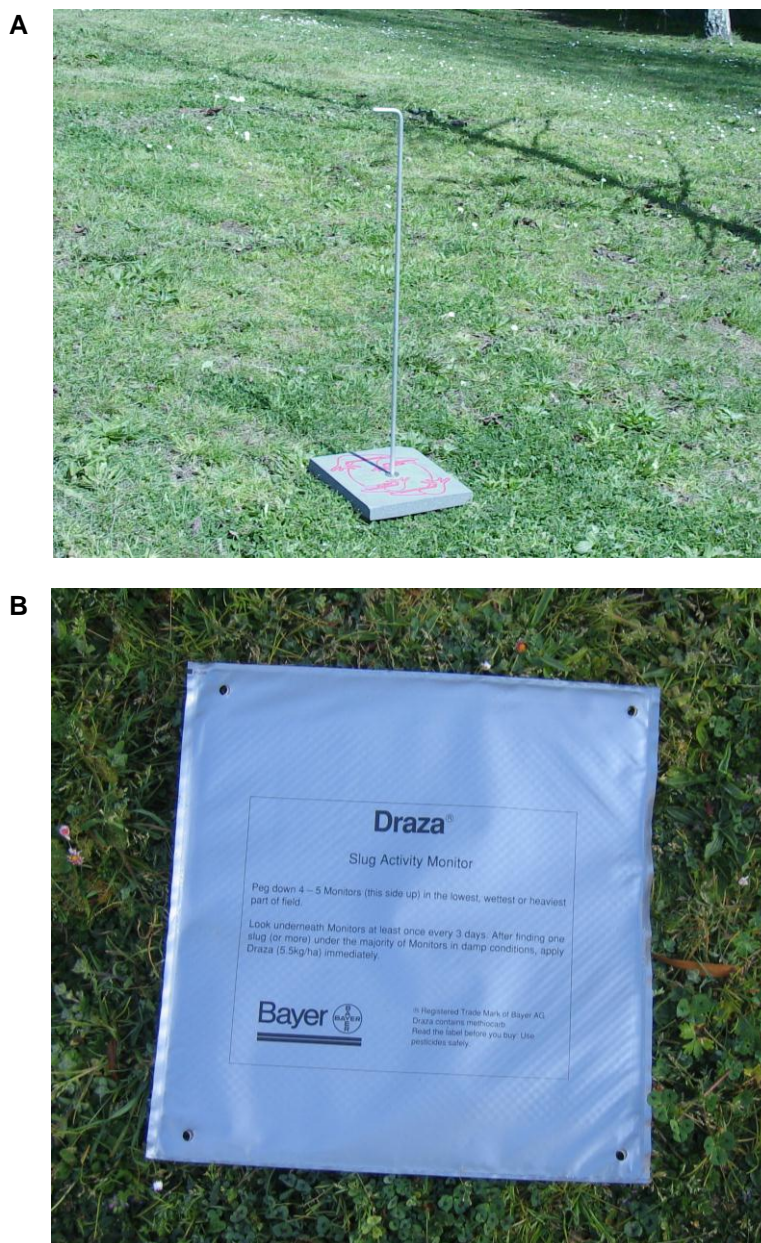 A
B
Draza®
Slug Activity Monitor
Peg down 4 – 5 Monitors (this side up) in the lowest, wettest or heaviest
part of field.
Look underneath Monitors at least once every 3 days. After finding one
slug (or more) under the majority of Monitors in damp conditions, apply
Draza (5.5kg/ha) immediately.
Bayer
BAYER
BAYER
® Registered Trade Mark of Bayer AG
Draza contains methiocarb
Read the label before you buy. Use
pesticides safely.